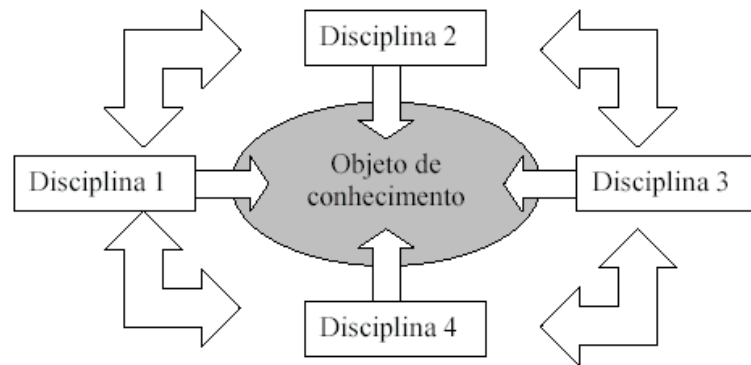 Disciplina 2
Objeto de
conhecimento
Disciplina 1
Disciplina 3
Disciplina 4